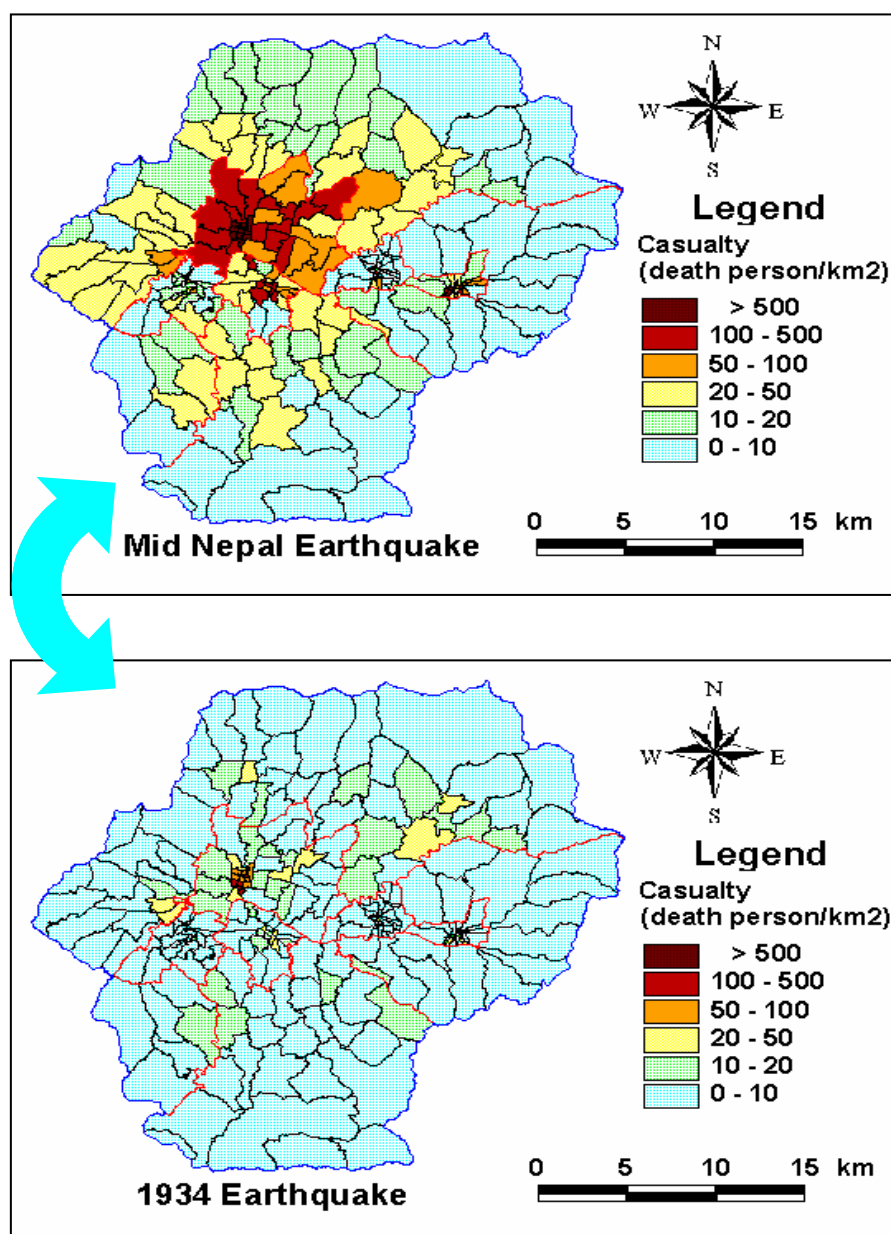 N
W E
S
Legend
Casualty
(death person/km2)
> 500
100 - 500
50 - 100
20 - 50
10 - 20
0 - 10
0 5 10 15 km
Mid Nepal Earthquake
N
W E
S
Legend
Casualty
(death person/km2)
> 500
100 - 500
50 - 100
20 - 50
10 - 20
0 - 10
0 5 10 15 km
1934 Earthquake